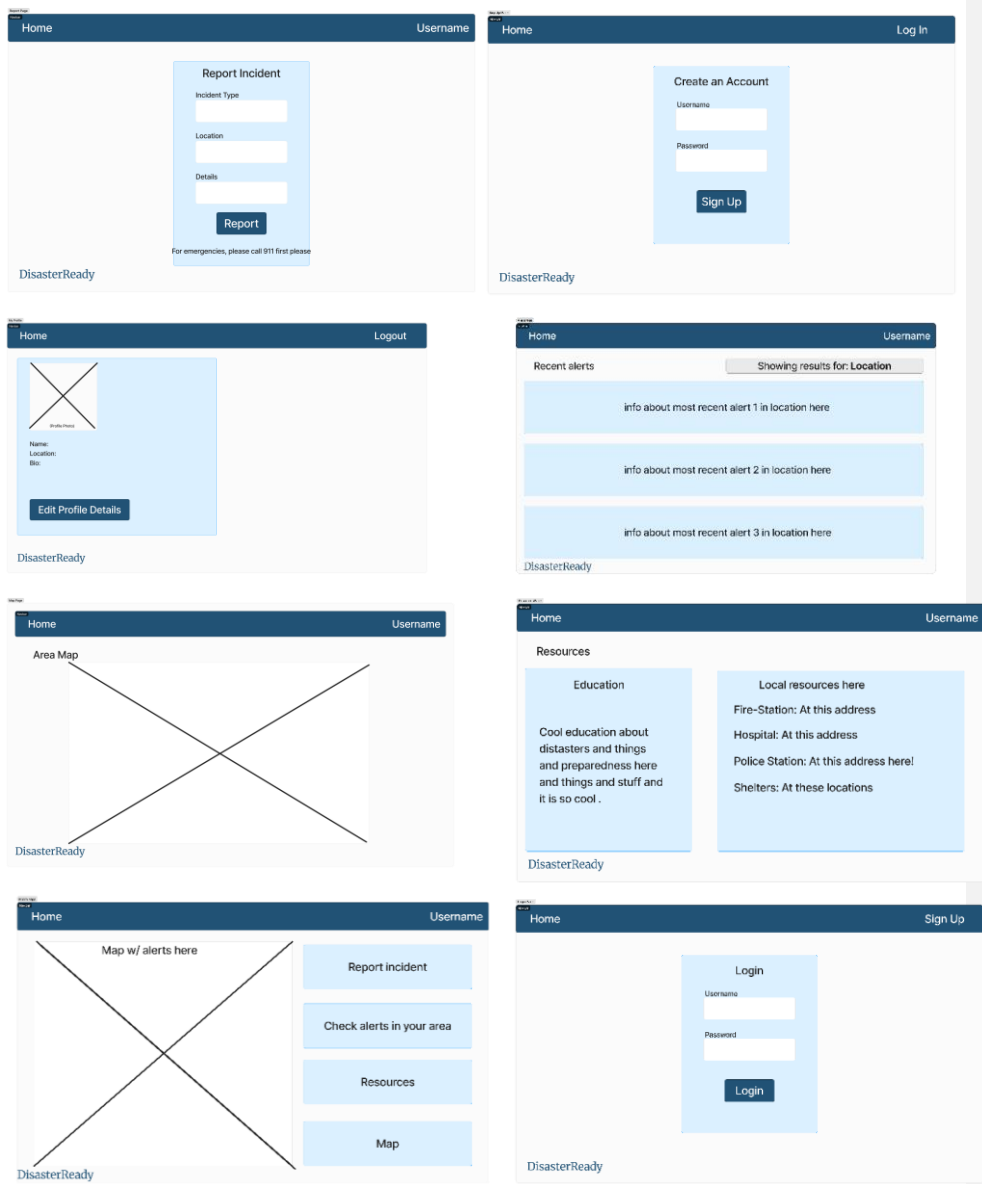 Report Page
Home
Username
Report Incident
Incident Type
Location
Details
Report
For emergencies, please call 911 first please
DisasterReady
Home
Log In
Create an Account
Username
Password
Sign Up
DisasterReady
Home
Logout
(Profile Photo)
Name:
Location:
Bio:
Edit Profile Details
DisasterReady
Home
Username
Recent alerts
Showing results for: Location
info about most recent alert 1 in location here
info about most recent alert 2 in location here
info about most recent alert 3 in location here
DisasterReady
Home
Username
Area Map
DisasterReady
Home
Username
Resources
Education
Cool education about
distasters and things
and preparedness here
and things and stuff and
it is so cool .
Local resources here
Fire-Station: At this address
Hospital: At this address
Police Station: At this address here!
Shelters: At these locations
DisasterReady
Home
Username
Map w/ alerts here
Report incident
Check alerts in your area
Resources
Map
DisasterReady
Home
Sign Up
Login
Username
Password
Login
DisasterReady